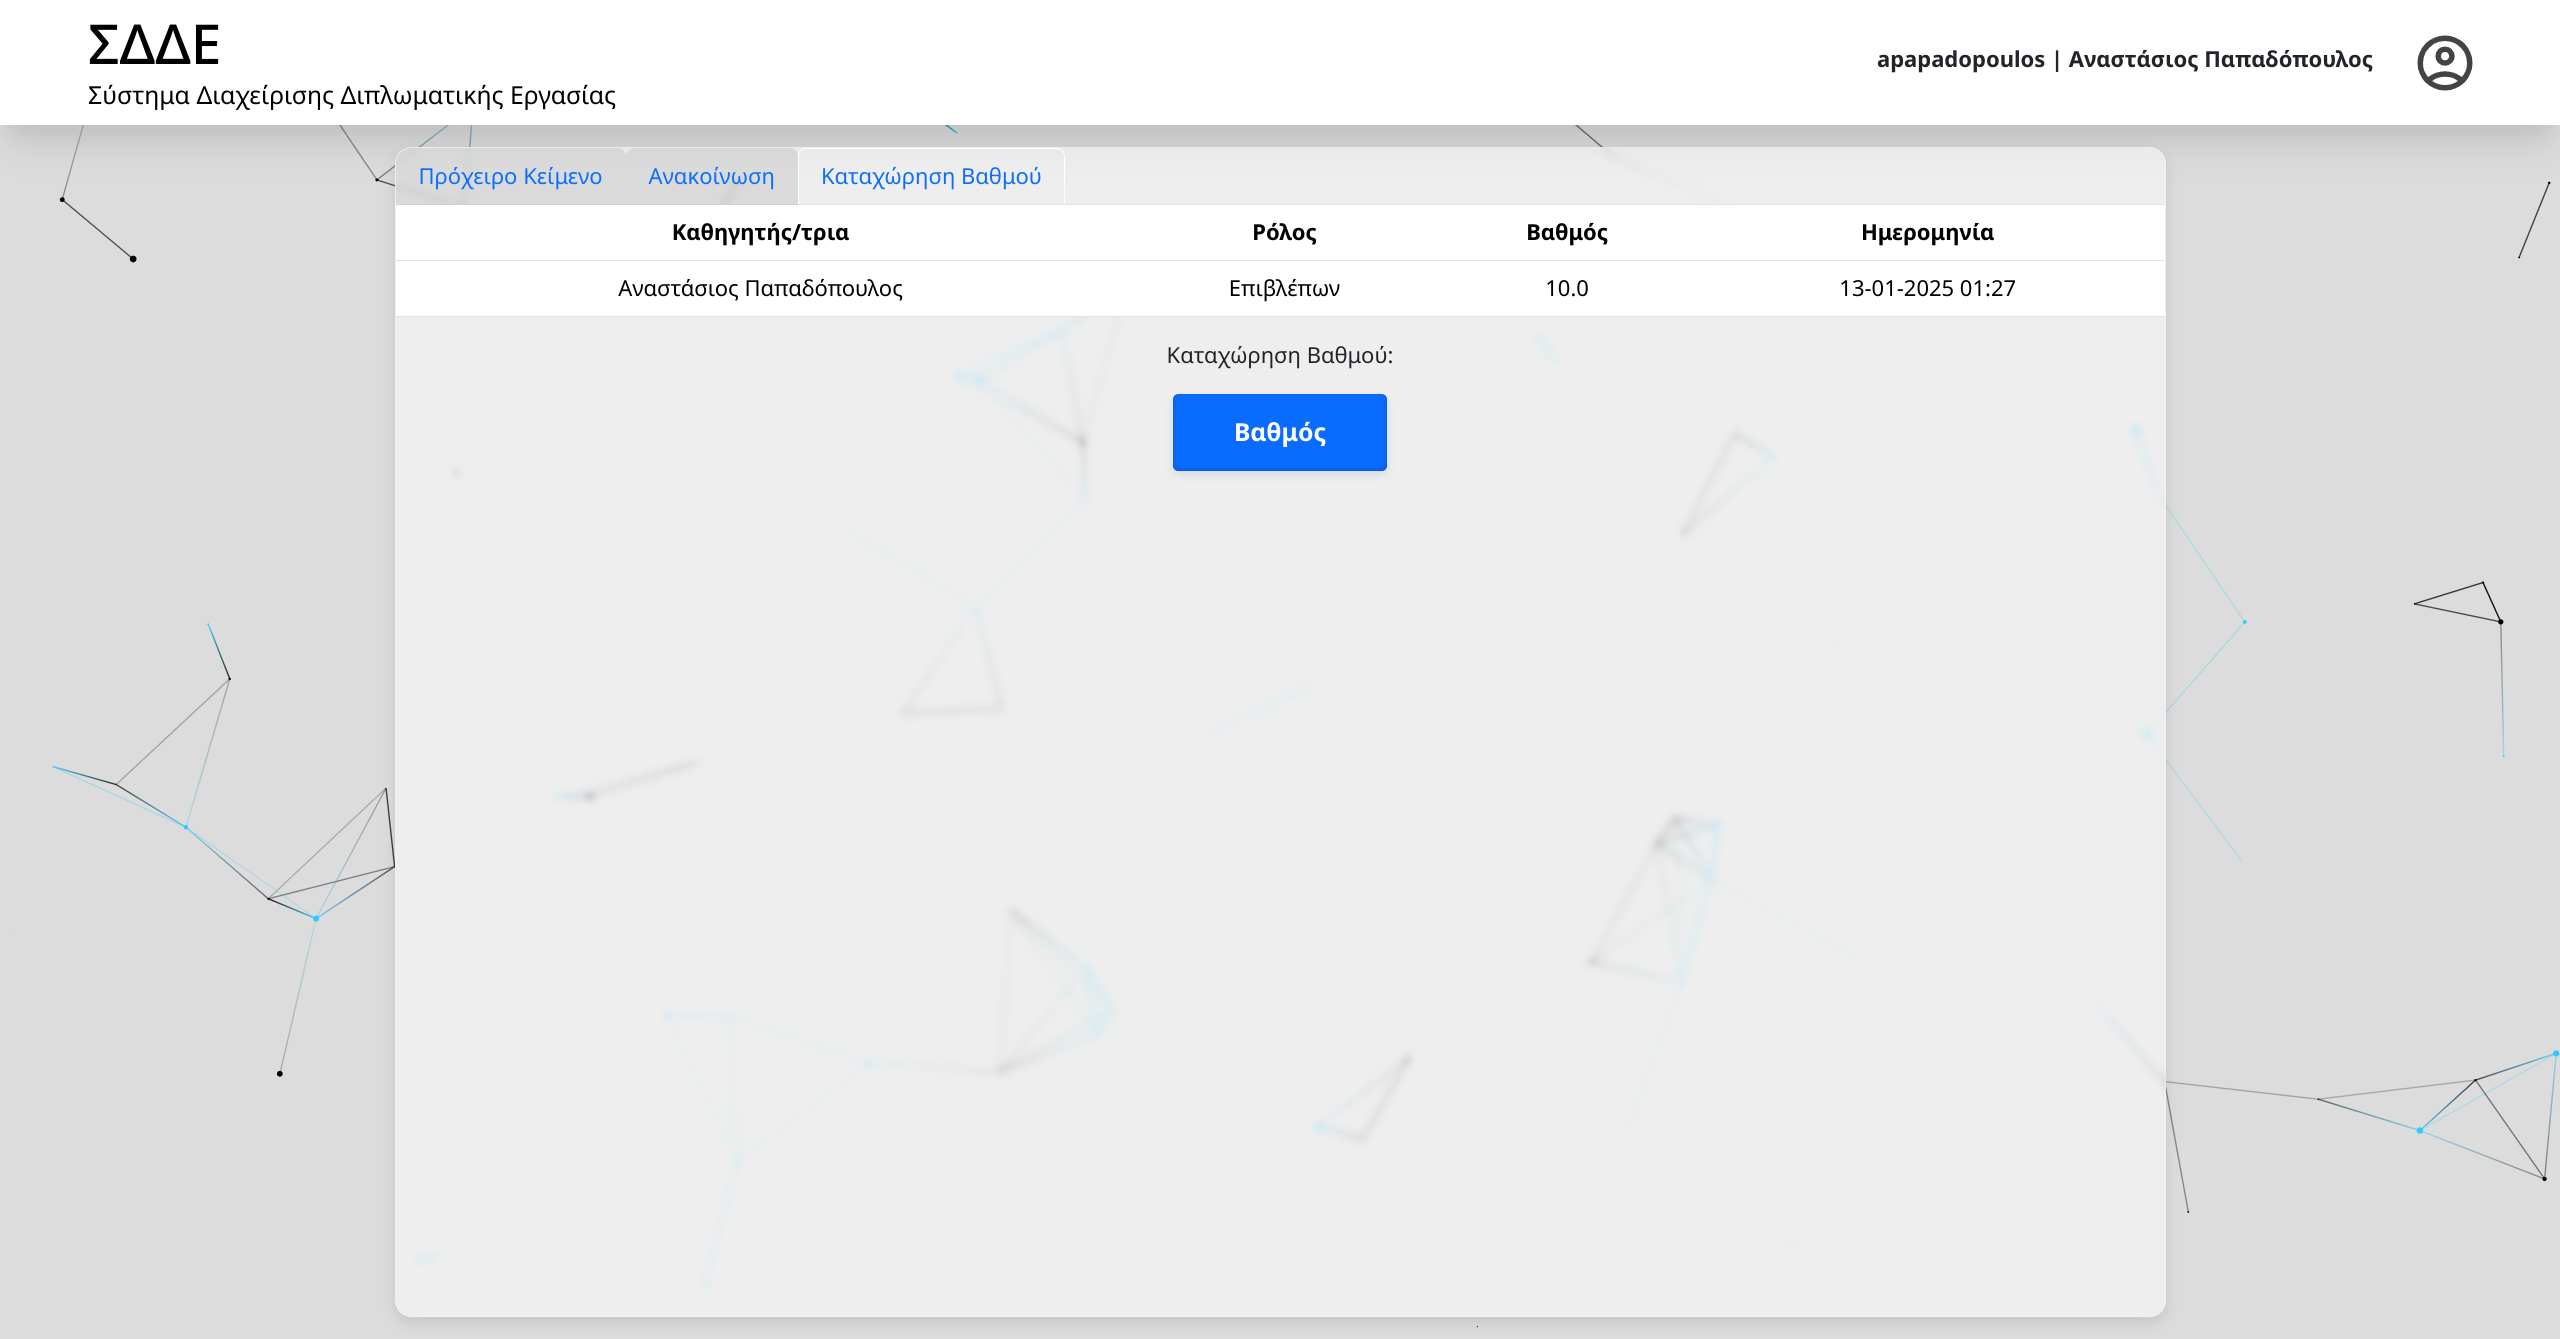 ΣΔΔΕ
Σύστημα Διαχείρισης Διπλωματικής Εργασίας
apapadopoulos | Αναστάσιος Παπαδόπουλος
Πρόχειρο Κείμενο Ανακοίνωση Καταχώρηση Βαθμού
Καθηγητής/τρια Ρόλος Βαθμός Ημερομηνία
Αναστάσιος Παπαδόπουλος Επιβλέπων 10.0 13-01-2025 01:27
Καταχώρηση Βαθμού:
Βαθμός